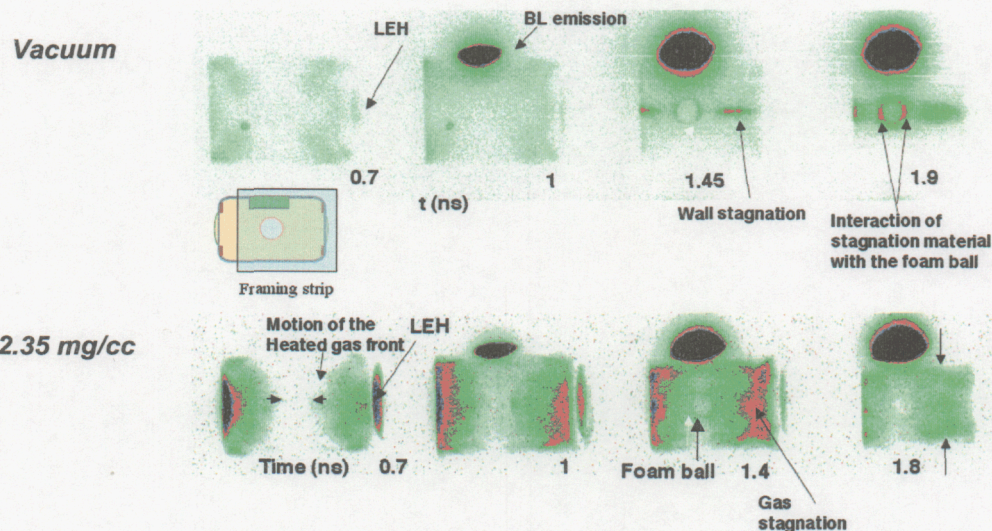 Vacuum
LEH
BL emission
0.7
1
1.45
1.9
t (ns)
Wall stagnation
Interaction of
stagnation material
with the foam ball
Framing strip
2.35 mg/cc
Motion of the
Heated gas front
LEH
Time (ns)
0.7
1
Foam ball
1.4
1.8
Gas
stagnation